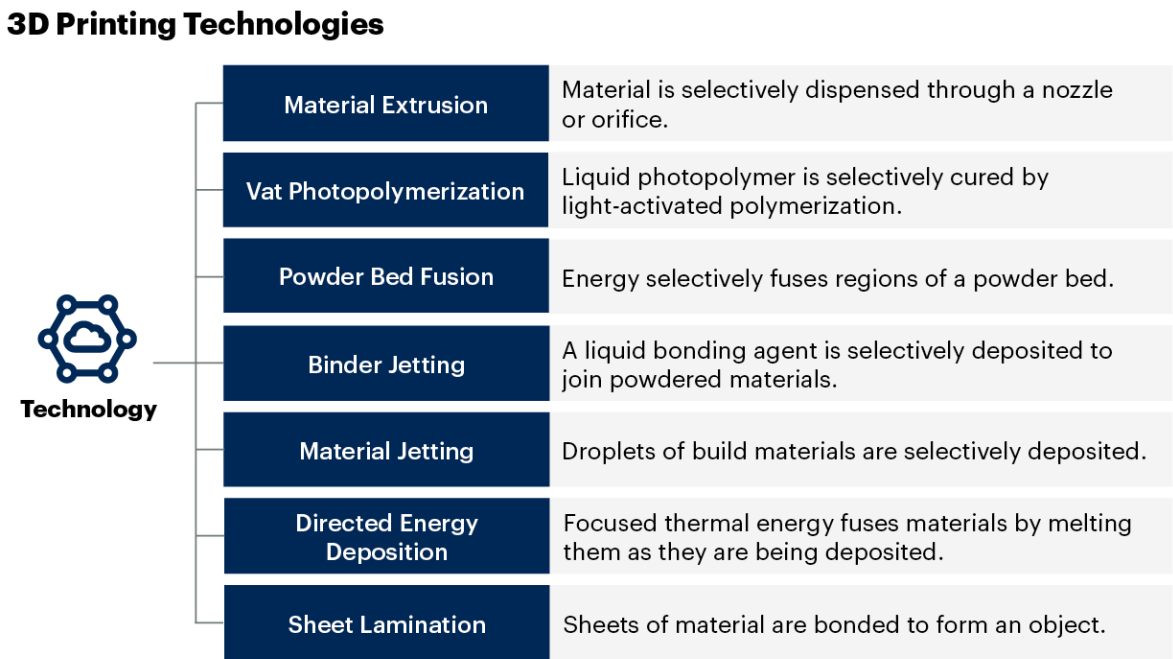 3D Printing Technologies
Technology
Material Extrusion
Material is selectively dispensed through a nozzle
or orifice.
Vat Photopolymerization
Liquid photopolymer is selectively cured by
light-activated polymerization.
Powder Bed Fusion
Energy selectively fuses regions of a powder bed.
Binder Jetting
A liquid bonding agent is selectively deposited to
join powdered materials.
Material Jetting
Droplets of build materials are selectively deposited.
Directed Energy
Deposition
Focused thermal energy fuses materials by melting
them as they are being deposited.
Sheet Lamination
Sheets of material are bonded to form an object.